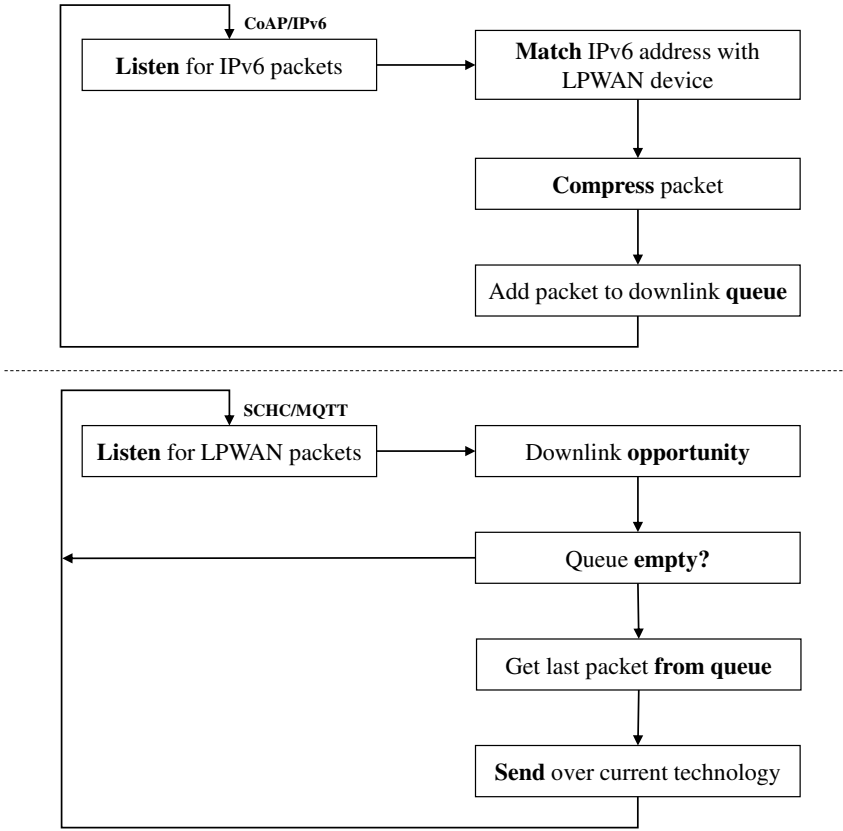 CoAP/IPv6
Listen for IPv6 packets
Match IPv6 address with
LPWAN device
Compress packet
Add packet to downlink queue
SCHC/MQTT
Listen for LPWAN packets
Downlink opportunity
Queue empty?
Get last packet from queue
Send over current technology